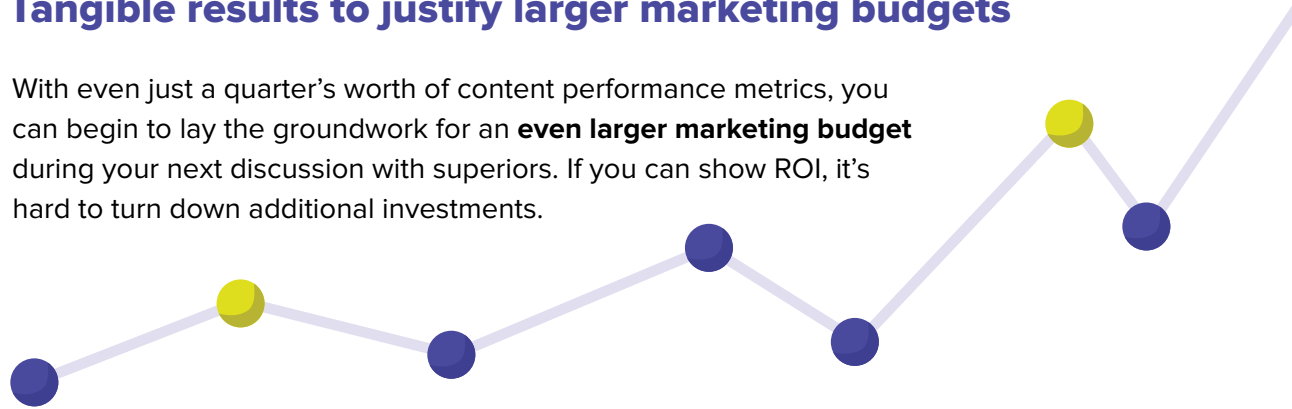 Tangible results to justify larger marketing budgets
With even just a quarter’s worth of content performance metrics, you
can begin to lay the groundwork for an even larger marketing budget
during your next discussion with superiors. If you can show ROI, it’s
hard to turn down additional investments.